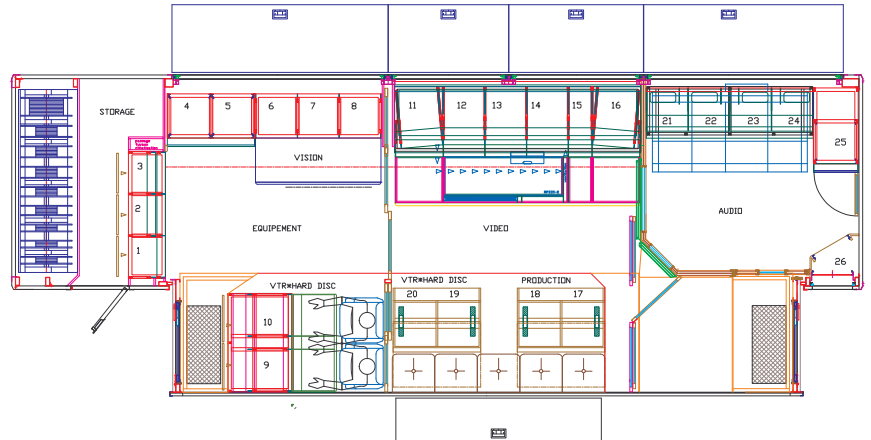 STORAGE
4 5 6 7 8
11 12 13 14 15 16
21 22 23 24
25
3
VISION
2
AUDIO
EQUIPEMENT
VIDEO
1
26
VTR*HARD DISC
VTR*HARD DISC
PRODUCTION
20 19
18 17
10
9